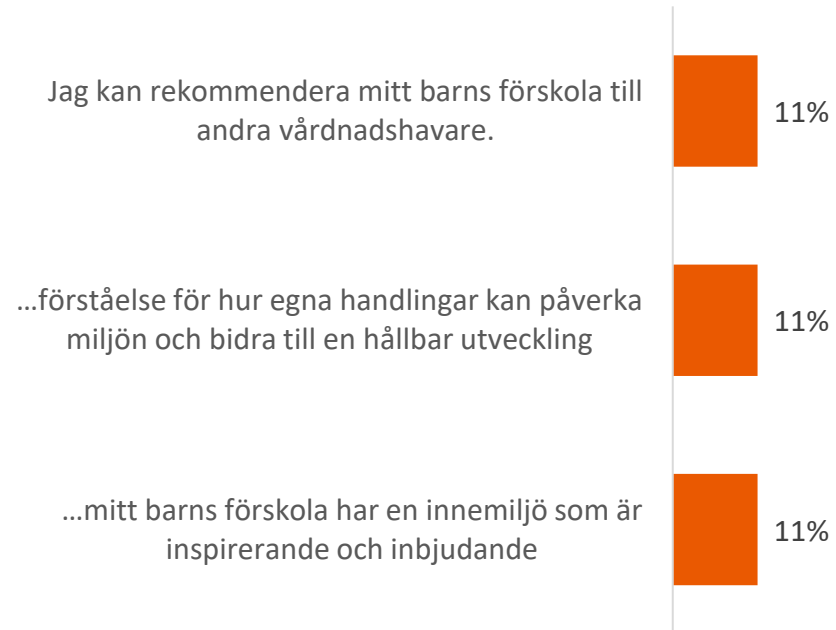 Jag kan rekommendera mitt barns förskola till
andra vårdnadshavare.
11%
…förståelse för hur egna handlingar kan påverka
miljön och bidra till en hållbar utveckling
11%
…mitt barns förskola har en innemiljö som är
inspirerande och inbjudande
11%